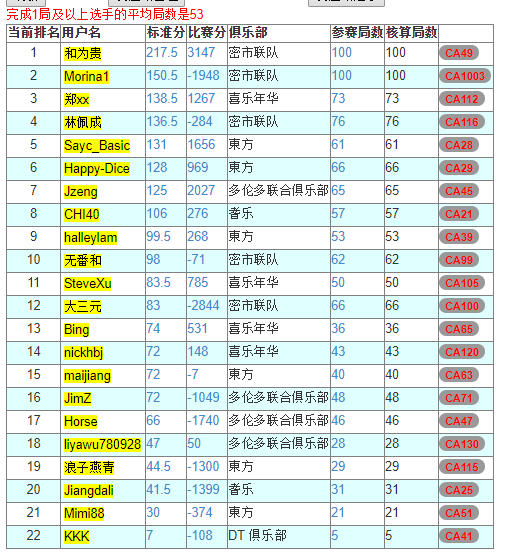 完成1局及以上选手的平均局数是53
当前排名 用户名 标准分 比赛分 俱乐部 参赛局数 核算局数
1 和为贵 217.5 3147 密市联队 100 100 CA49
2 Morina1 150.5 -1948 密市联队 100 100 CA1003
3 郑xx 138.5 1267 喜乐年华 73 73 CA112
4 林佩成 136.5 -284 密市联队 76 76 CA116
5 Sayc_Basic 131 1656 東方 61 61 CA28
6 Happy-Dice 128 969 東方 66 66 CA29
7 Jzeng 125 2027 多伦多联合俱乐部 65 65 CA45
8 CHI40 106 276 耆乐 57 57 CA21
9 halleylam 99.5 268 東方 53 53 CA39
10 无番和 98 -71 密市联队 62 62 CA99
11 SteveXu 83.5 785 喜乐年华 50 50 CA105
12 大三元 83 -2844 密市联队 66 66 CA100
13 Bing 74 531 喜乐年华 36 36 CA65
14 nickhbj 72 148 喜乐年华 43 43 CA120
15 maijiang 72 -7 東方 40 40 CA63
16 JimZ 72 -1049 多伦多联合俱乐部 48 48 CA71
17 Horse 66 -1740 多伦多联合俱乐部 46 46 CA47
18 liyawu780928 47 50 多伦多联合俱乐部 28 28 CA130
19 浪子燕青 44.5 -1300 東方 29 29 CA115
20 Jiangdali 41.5 -1399 耆乐 31 31 CA25
21 Mimi88 30 -374 東方 21 21 CA51
22 KKK 7 -108 DT 俱乐部 5 5 CA41